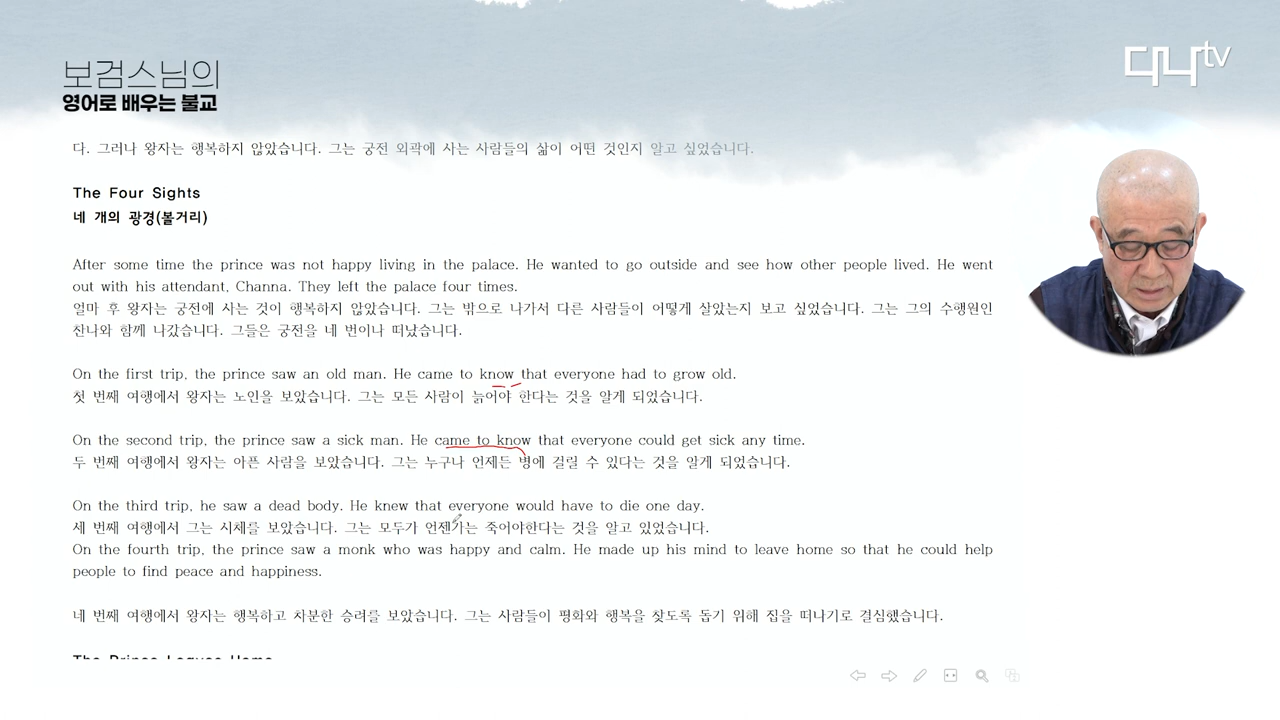 보검스님의
영어로 배우는 불교
디나tv
다. 그러나 왕자는 행복하지 않았습니다. 그는 궁전 외곽에 사는 사람들의 삶이 어떤 것인지 알고 싶었습니다.
The Four Sights
네 개의 광경(볼거리)
After some time the prince was not happy living in the palace. He wanted to go outside and see how other people lived. He went
out with his attendant, Channa. They left the palace four times.
얼마 후 왕자는 궁전에 사는 것이 행복하지 않았습니다. 그는 밖으로 나가서 다른 사람들이 어떻게 살았는지 보고 싶었습니다. 그는 그의 수행원인
찬나와 함께 나갔습니다. 그들은 궁전을 네 번이나 떠났습니다.
On the first trip, the prince saw an old man. He came to know that everyone had to grow old.
첫 번째 여행에서 왕자는 노인을 보았습니다. 그는 모든 사람이 늙어야 한다는 것을 알게 되었습니다.
On the second trip, the prince saw a sick man. He came to know that everyone could get sick any time.
두 번째 여행에서 왕자는 아픈 사람을 보았습니다. 그는 누구나 언제든 병에 걸릴 수 있다는 것을 알게 되었습니다.
On the third trip, he saw a dead body. He knew that everyone would have to die one day.
세 번째 여행에서 그는 시체를 보았습니다. 그는 모두가 언젠가는 죽어야한다는 것을 알고 있었습니다.
On the fourth trip, the prince saw a monk who was happy and calm. He made up his mind to leave home so that he could help
people to find peace and happiness.
네 번째 여행에서 왕자는 행복하고 차분한 승려를 보았습니다. 그는 사람들이 평화와 행복을 찾도록 돕기 위해 집을 떠나기로 결심했습니다.
The Prince Leaves Home